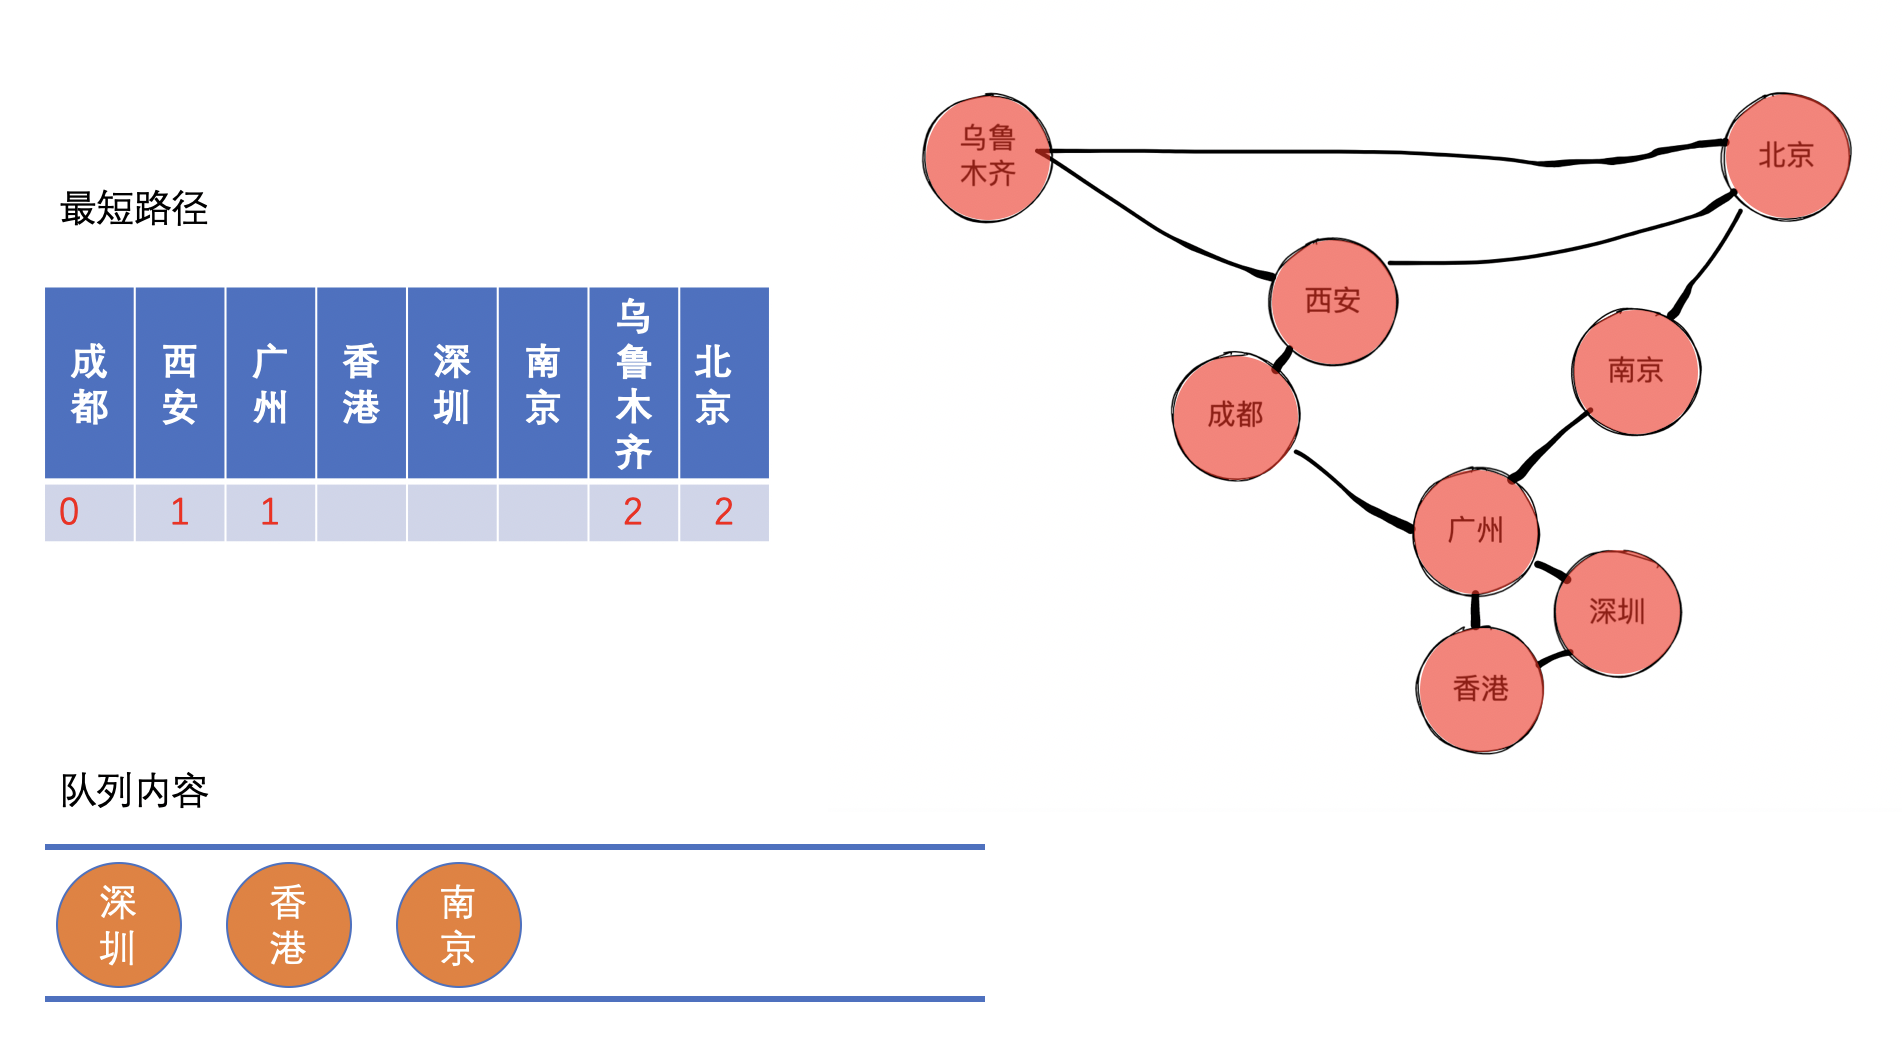 最短路径
成都 西安 广州 香港 深圳 南京 乌鲁木齐 北京
0 1 1 2 2
队列内容
深圳 香港 南京
乌鲁
木齐
北京
西安
南京
成都
广州
深圳
香港